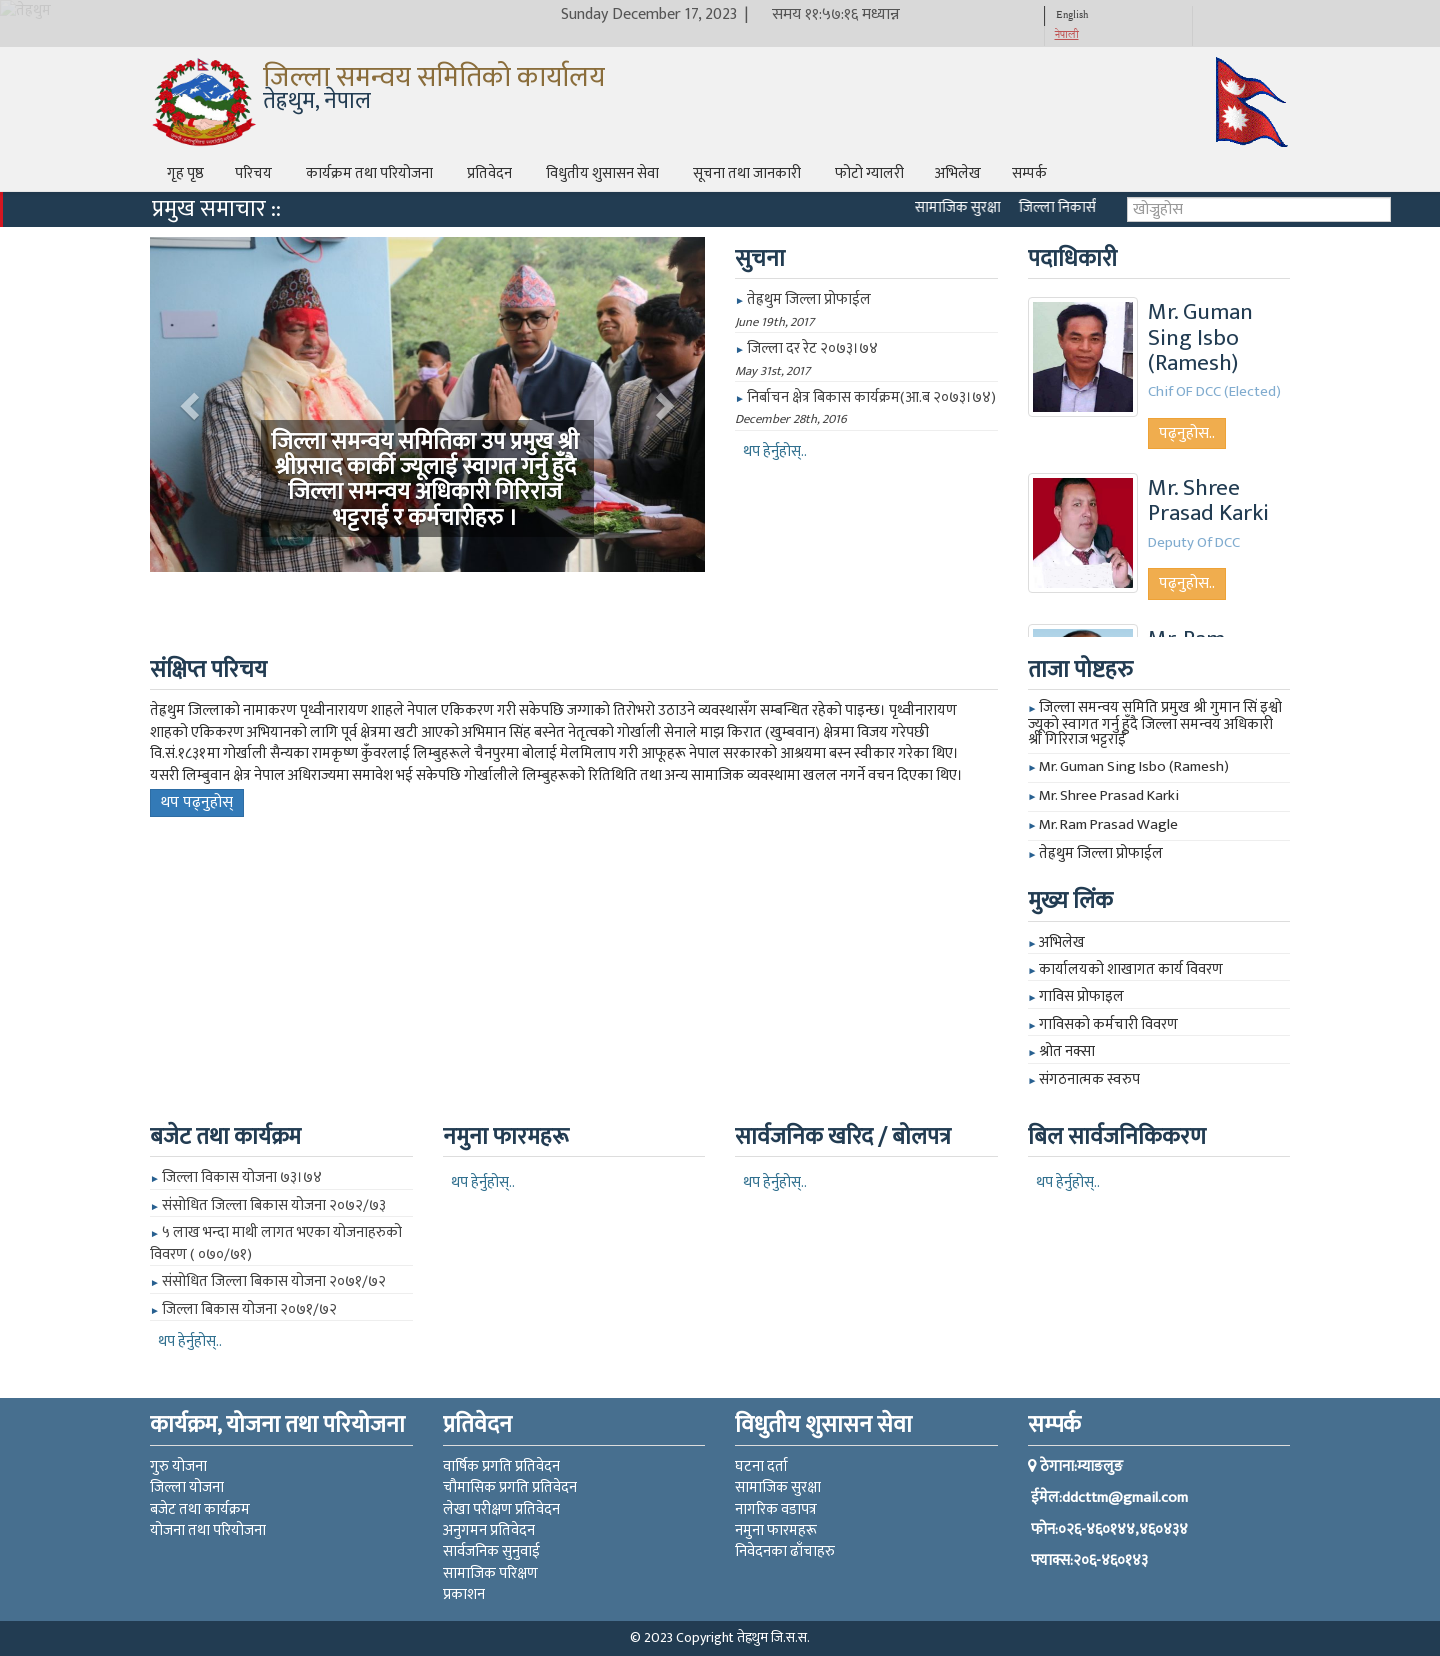 तेह्रथुम
Sunday December 17, 2023 | समय ११:५७:१६ मध्यान्न
English
नेपाली
जिल्ला समन्वय समितिको कार्यालय
तेह्रथुम, नेपाल
गृह पृष्ठ परिचय कार्यक्रम तथा परियोजना प्रतिवेदन विधुतीय शुसासन सेवा सूचना तथा जानकारी फोटो ग्यालरी अभिलेख सम्पर्क
प्रमुख समाचार :: सामाजिक सुरक्षा जिल्ला निकार्स खोज्नुहोस
जिल्ला समन्वय समितिका उप प्रमुख श्री
श्रीप्रसाद कार्की ज्यूलाई स्वागत गर्नु हुँदै
जिल्ला समन्वय अधिकारी गिरिराज
भट्टराई र कर्मचारीहरु ।
सुचना
► तेह्रथुम जिल्ला प्रोफाईल
June 19th, 2017
► जिल्ला दर रेट २०७३।७४
May 31st, 2017
► निर्बाचन क्षेत्र बिकास कार्यक्रम(आ.ब २०७३।७४)
December 28th, 2016
थप हेर्नुहोस्..
पदाधिकारी
Mr. Guman
Sing Isbo
(Ramesh)
Chif OF DCC (Elected)
पढ्नुहोस..
Mr. Shree
Prasad Karki
Deputy Of DCC
पढ्नुहोस..
Mr. Ram
संक्षिप्त परिचय
तेह्रथुम जिल्लाको नामाकरण पृथ्वीनारायण शाहले नेपाल एकिकरण गरी सकेपछि जग्गाको तिरोभरो उठाउने व्यवस्थासँग सम्बन्धित रहेको पाइन्छ। पृथ्वीनारायण
शाहको एकिकरण अभियानको लागि पूर्व क्षेत्रमा खटी आएको अभिमान सिंह बस्नेत नेतृत्वको गोर्खाली सेनाले माझ किरात (खुम्बवान) क्षेत्रमा विजय गरेपछी
वि.सं.१८३१मा गोर्खाली सैन्यका रामकृष्ण कुँवरलाई लिम्बुहरूले चैनपुरमा बोलाई मेलमिलाप गरी आफूहरू नेपाल सरकारको आश्रयमा बस्न स्वीकार गरेका थिए।
यसरी लिम्बुवान क्षेत्र नेपाल अधिराज्यमा समावेश भई सकेपछि गोर्खालीले लिम्बुहरूको रितिथिति तथा अन्य सामाजिक व्यवस्थामा खलल नगर्ने वचन दिएका थिए।
थप पढ्नुहोस्
ताजा पोष्टहरु
► जिल्ला समन्वय समिति प्रमुख श्री गुमान सिं इश्बो
ज्यूको स्वागत गर्नु हुँदै जिल्ला समन्वय अधिकारी
श्री गिरिराज भट्टराई
► Mr. Guman Sing Isbo (Ramesh)
► Mr. Shree Prasad Karki
► Mr. Ram Prasad Wagle
► तेह्रथुम जिल्ला प्रोफाईल
मुख्य लिंक
► अभिलेख
► कार्यालयको शाखागत कार्य विवरण
► गाविस प्रोफाइल
► गाविसको कर्मचारी विवरण
► श्रोत नक्सा
► संगठनात्मक स्वरुप
बजेट तथा कार्यक्रम
► जिल्ला विकास योजना ७३।७४
► संसोधित जिल्ला बिकास योजना २०७२/७३
► ५ लाख भन्दा माथी लागत भएका योजनाहरुको
विवरण ( ०७०/७१)
► संसोधित जिल्ला बिकास योजना २०७१/७२
► जिल्ला बिकास योजना २०७१/७२
थप हेर्नुहोस्..
नमुना फारमहरू
थप हेर्नुहोस्..
सार्वजनिक खरिद / बोलपत्र
थप हेर्नुहोस्..
बिल सार्वजनिकिकरण
थप हेर्नुहोस्..
कार्यक्रम, योजना तथा परियोजना
गुरु योजना
जिल्ला योजना
बजेट तथा कार्यक्रम
योजना तथा परियोजना
प्रतिवेदन
वार्षिक प्रगति प्रतिवेदन
चौमासिक प्रगति प्रतिवेदन
लेखा परीक्षण प्रतिवेदन
अनुगमन प्रतिवेदन
सार्वजनिक सुनुवाई
सामाजिक परिक्षण
प्रकाशन
विधुतीय शुसासन सेवा
घटना दर्ता
सामाजिक सुरक्षा
नागरिक वडापत्र
नमुना फारमहरू
निवेदनका ढाँचाहरु
सम्पर्क
ठेगाना:म्याङलुङ
ईमेल:ddcttm@gmail.com
फोन:०२६-४६०१४४,४६०४३४
फ्याक्स:२०६-४६०१४३
© 2023 Copyright तेह्रथुम जि.स.स.